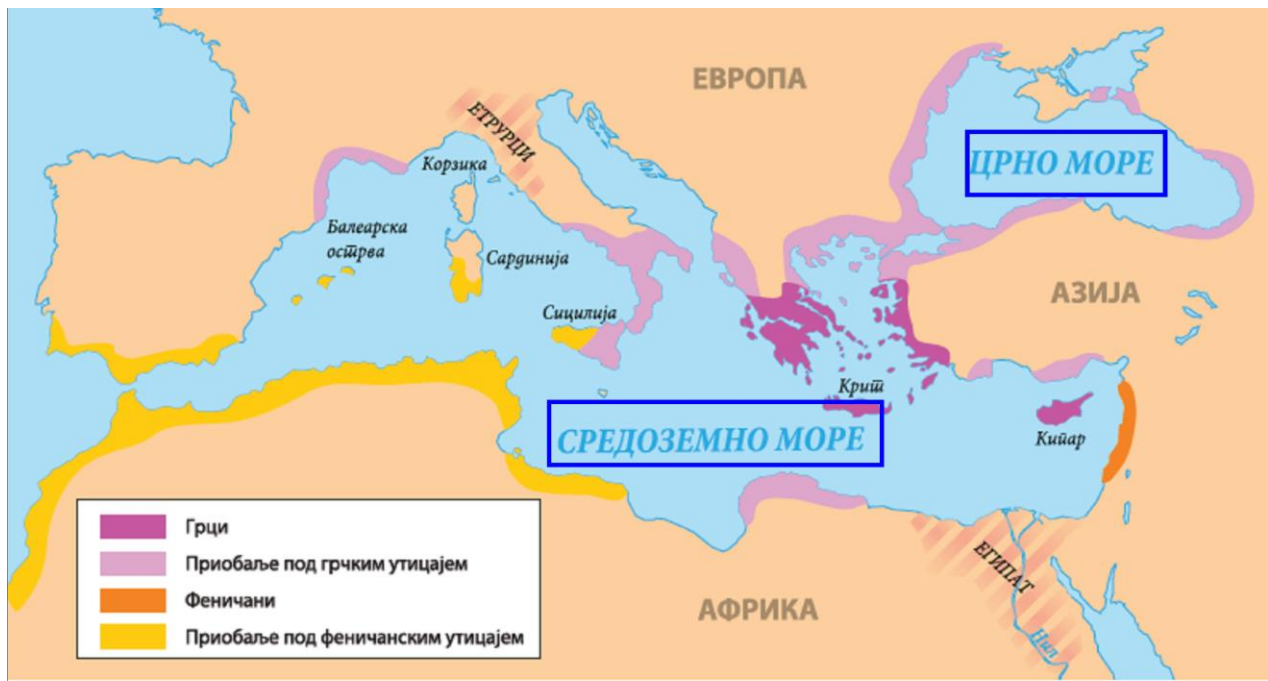 ЕВРОПА
ЕТРУРЦИ
ЦРНО МОРЕ
Корзика
Балеарска
острва
Сардинија
АЗИЈА
Сицилија
Крит
СРЕДОЗЕМНО МОРЕ
Кипар
Грци
Приобаље под грчким утицајем
Феничани
Приобаље под феничанским утицајем
АФРИКА
ЕГИПАТ
Нил